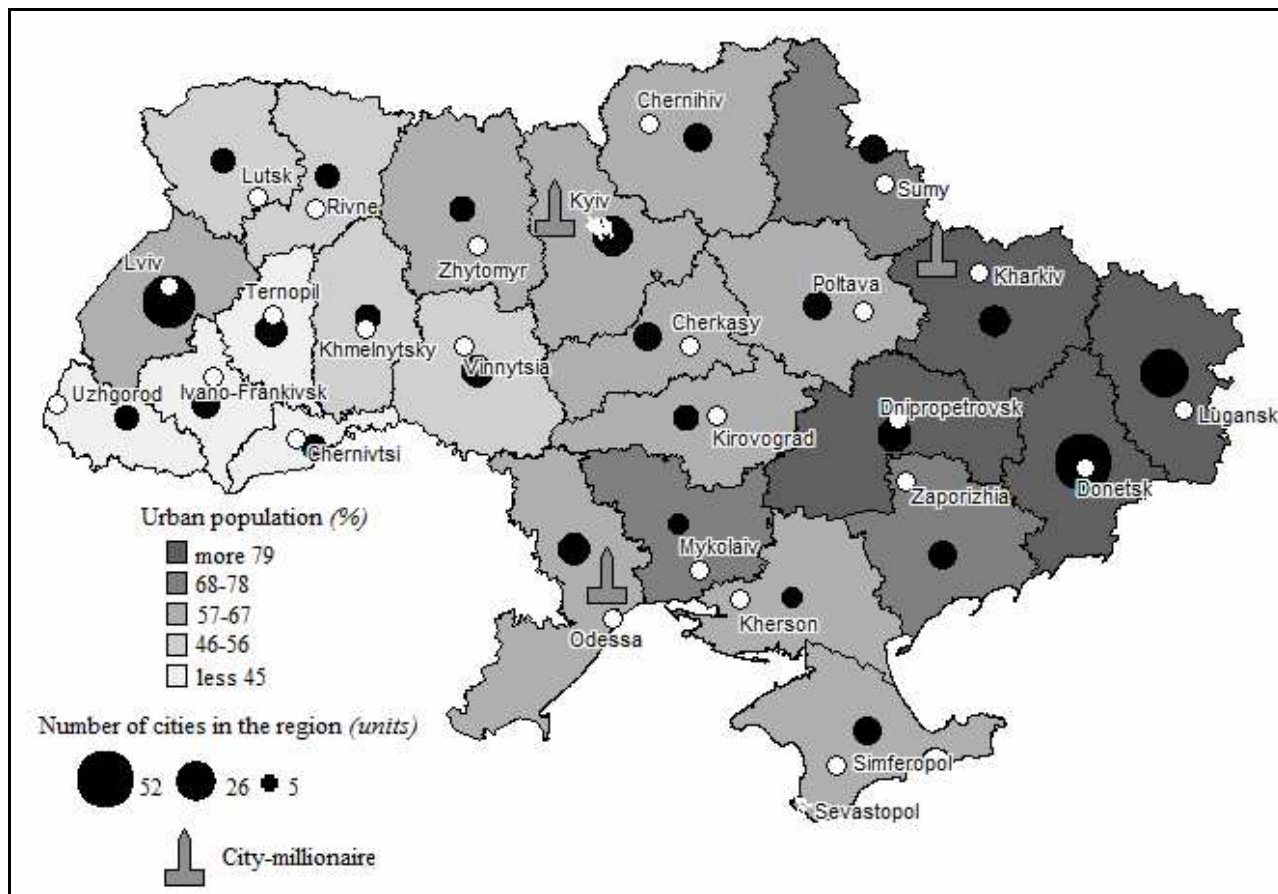 Chernihiv
Sumy
Lutsk
Rivne
Kyiv
Zhytomyr
Lviv
Ternopil
Khmelnytsky
Vinnytsia
Cherkasy
Poltava
Kharkiv
Uzhgorod
Ivano-Frankivsk
Chernivtsi
Kirovograd
Dnipropetrovsk
Lugansk
Donetsk
Zaporizhia
Mykolaiv
Kherson
Odessa
Simferopol
Sevastopol
Urban population (%)
more 79
68-78
57-67
46-56
less 45
Number of cities in the region (units)
52 26 5
City-millionaire